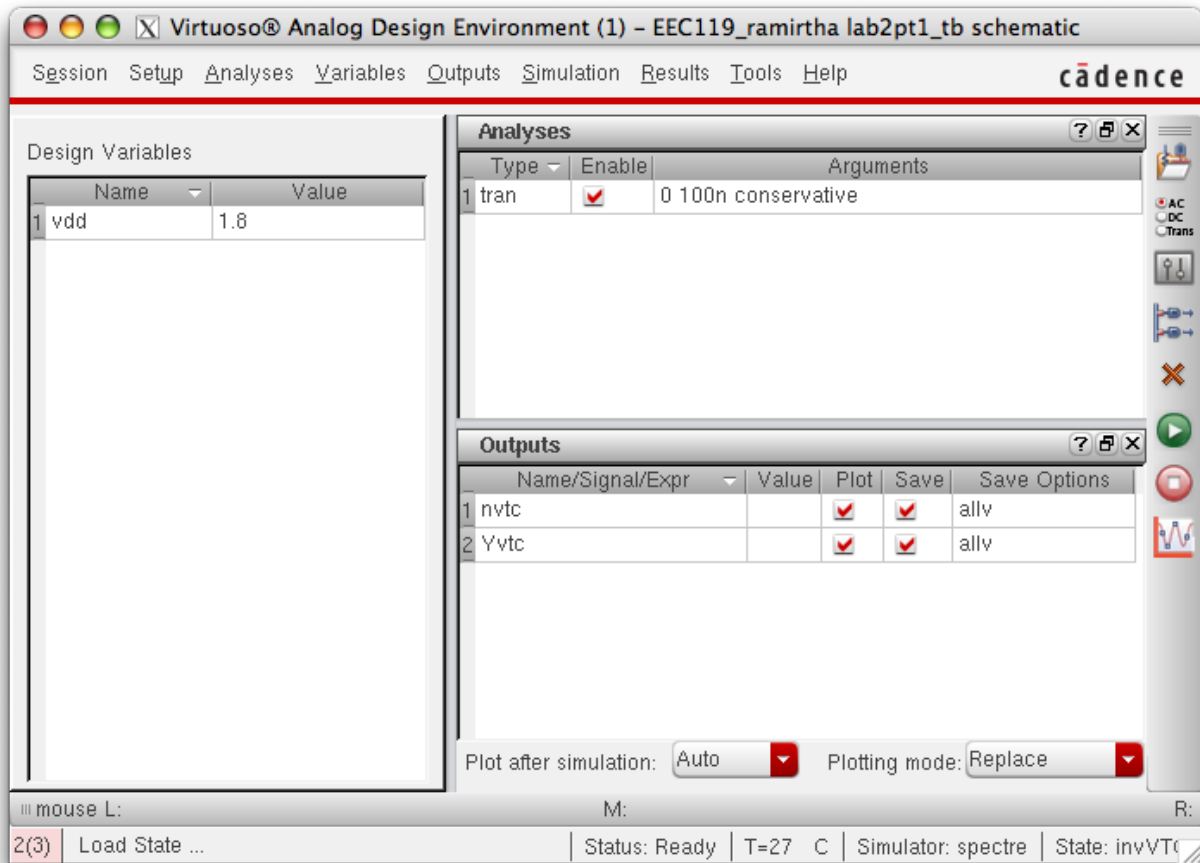 Virtuoso® Analog Design Environment (1) – EEC119_ramirtha lab2pt1_tb schematic
Session Setup Analyses Variables Outputs Simulation Results Tools Help cādence
Design Variables
Name Value
1 vdd 1.8
Analyses
Type Enable Arguments
1 tran 0 100n conservative
AC
DC
Trans
Outputs
Name/Signal/Expr Value Plot Save Save Options
1 nvtc allv
2 Yvtc allv
Plot after simulation: Auto Plotting mode: Replace
mouse L: M: R:
2(3) Load State ... Status: Ready T=27 C Simulator: spectre State: invVT